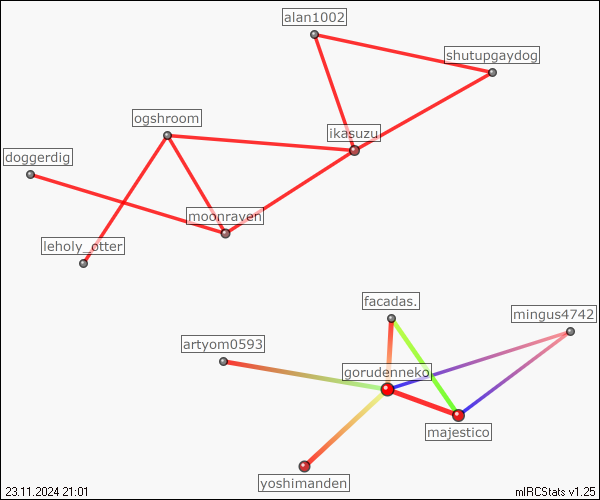 alan1002
shutupgaydog
ogshroom
ikasuzu
doggerdig
moonraven
leholy_otter
facadas.
mingus4742
artyom0593
gorudenneko
majestico
yoshimanden
23.11.2024 21:01
mIRCStats v1.25